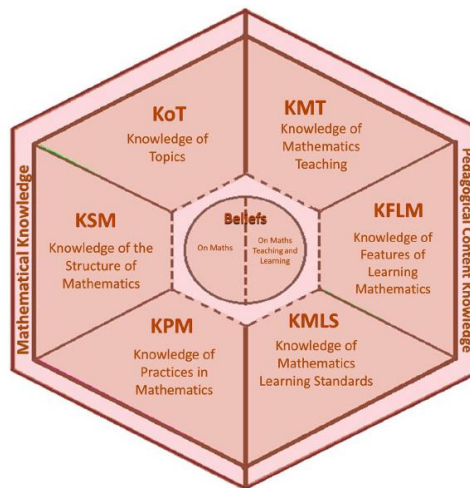 KoT
Knowledge of
Topics
KMT
Knowledge of
Mathematics
Teaching
Mathematical Knowledge
KSM
Knowledge of the
Structure of
Mathematics
Beliefs
On Maths
On Maths
Teaching and
Learning
KFLM
Knowledge of
Features of
Learning
Mathematics
Pedagogical Content Knowledge
KPM
Knowledge of
Practices in
Mathematics
KMLS
Knowledge of
Mathematics
Learning Standards